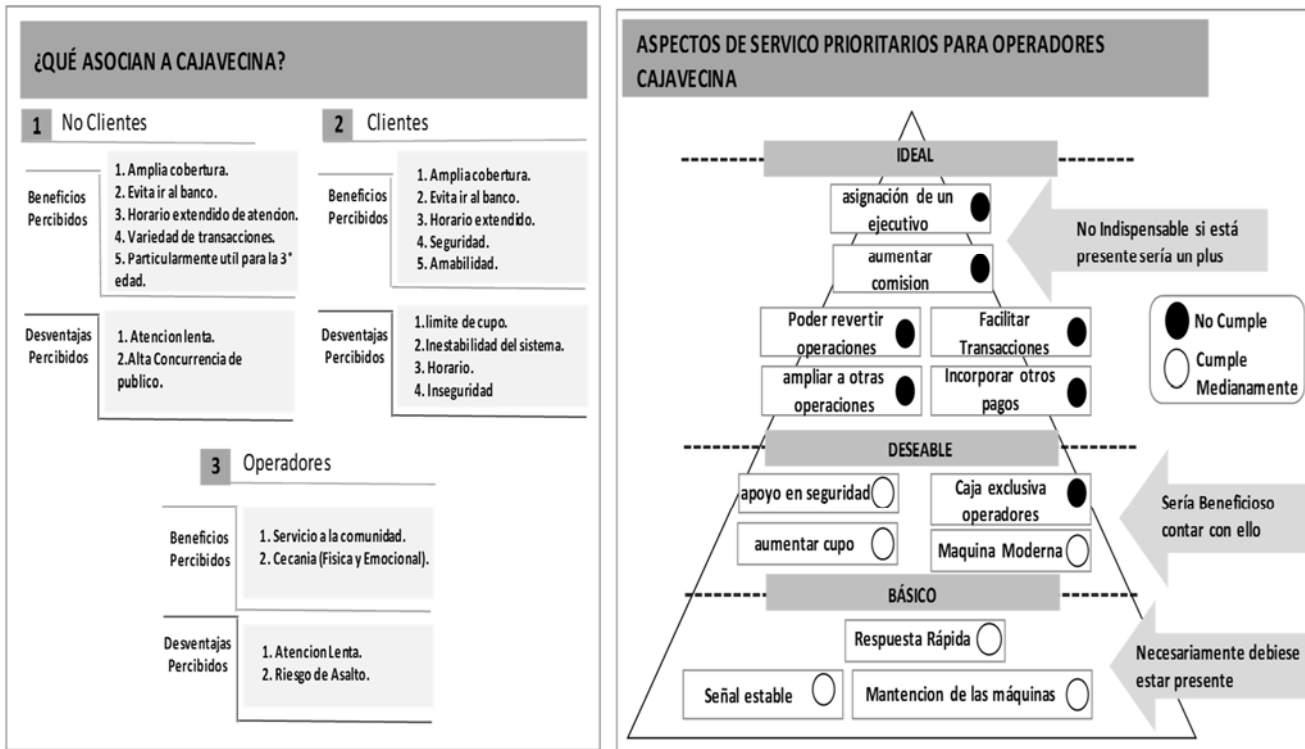 ¿QUÉ ASOCIAN A CAJAVECINA?
1 No Clientes
Beneficios
Percibidos
1. Amplia cobertura.
2. Evita ir al banco.
3. Horario extendido de atencion.
4. Variedad de transacciones.
5. Particularmente utíl para la 3°
edad.
Desventajas
Percibidos
1. Atencion lenta.
2.Alta Concurrencia de
publico.
2 Clientes
Beneficios
Percibidos
1. Amplia cobertura.
2. Evita ir al banco.
3. Horario extendido.
4. Seguridad.
5. Amabilidad.
Desventajas
Percibidos
1.limite de cupo.
2.Inestabilidad del sistema.
3. Horario.
4. Inseguridad
3 Operadores
Beneficios
Percibidos
1. Servicio a la comunidad.
2. Cecania (Fisica y Emocional).
Desventajas
Percibidos
1. Atencion Lenta.
2. Riesgo de Asalto.
ASPECTOS DE SERVICO PRIORITARIOS PARA OPERADORES
CAJAVECINA
IDEAL
asignación de un
ejecutivo
aumentar
comision
No Indispensable si está
presente sería un plus
Poder revertir
operaciones
Facilitar
Transacciones
ampliar a otras
operaciones
Incorporar otros
pagos
No Cumple
Cumple
Medianamente
DESEABLE
apoyo en seguridad
Caja exclusiva
operadores
aumentar cupo
Maquina Moderna
Sería Beneficioso
contar con ello
BÁSICO
Respuesta Rápida
Señal estable
Mantencion de las máquinas
Necesariamente debiese
estar presente